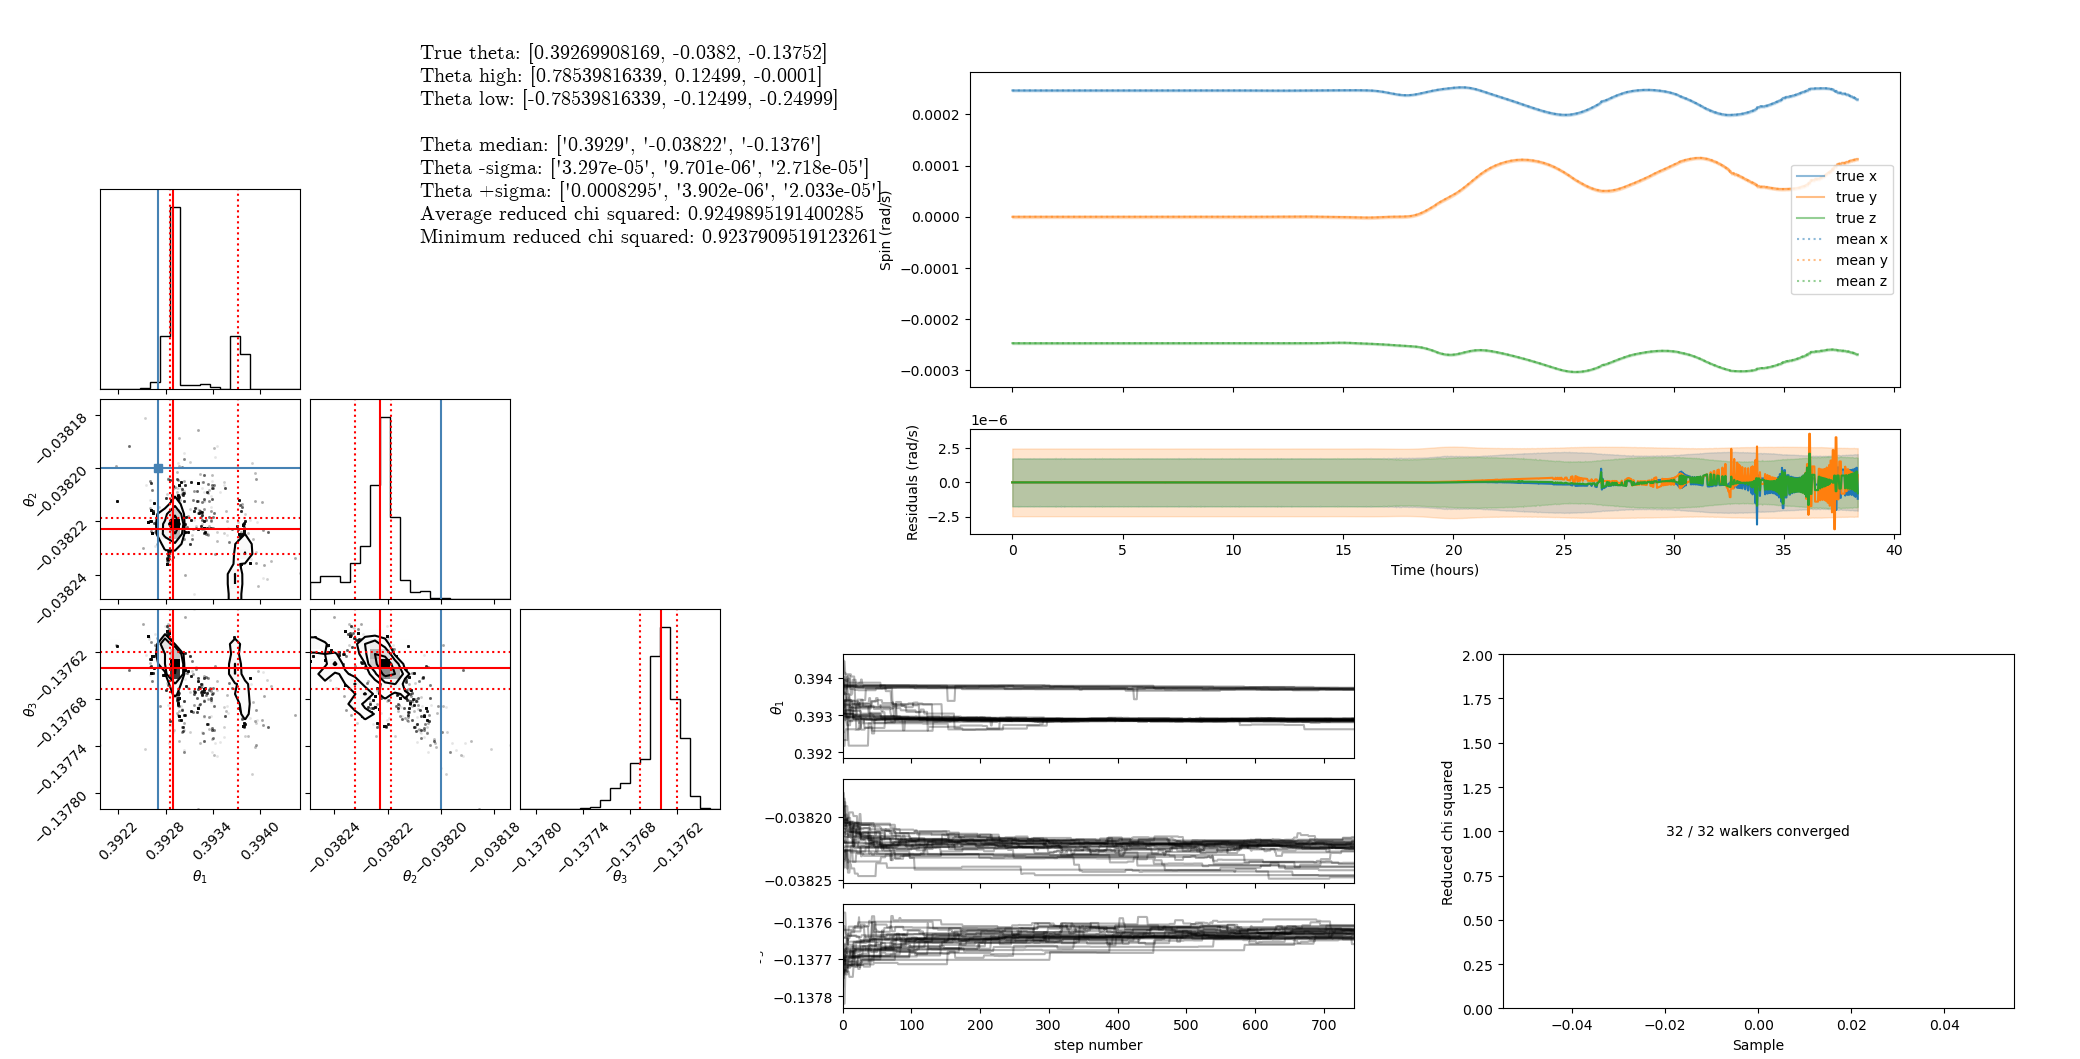 True theta: [0.39269908169, -0.0382, -0.13752]
Theta high: [0.78539816339, 0.12499, -0.0001]
Theta low: [-0.78539816339, -0.12499, -0.24999]
Theta median: ['0.3929', '-0.03822', '-0.1376']
Theta -sigma: ['3.297e-05', '9.701e-06', '2.718e-05']
Theta +sigma: ['0.0008295', '3.902e-06', '2.033e-05']
Average reduced chi squared: 0.9249895191400285
Minimum reduced chi squared: 0.9237909519123261
0.0002
0.0001
0.0000
−0.0001
−0.0002
−0.0003
Spin (rad/s)
true x
true y
true z
mean x
mean y
mean z
1e−6
2.5
0.0
−2.5
Residuals (rad/s)
0 5 10 15 20 25 30 35 40
Time (hours)
−0.03818
−0.03820
−0.03822
−0.03824
θ2
−0.13762
−0.13768
−0.13774
−0.13780
θ3
0.3922 0.3928 0.3934 0.3940
θ1
−0.03824 −0.03822 −0.03820 −0.03818
θ2
−0.13780 −0.13774 −0.13768 −0.13762
θ3
0.394
0.393
0.392
θ1
−0.03820
−0.03825
−0.1376
−0.1377
−0.1378
0 100 200 300 400 500 600 700
step number
2.00
1.75
1.50
1.25
1.00
0.75
0.50
0.25
0.00
Reduced chi squared
32 / 32 walkers converged
−0.04 −0.02 0.00 0.02 0.04
Sample